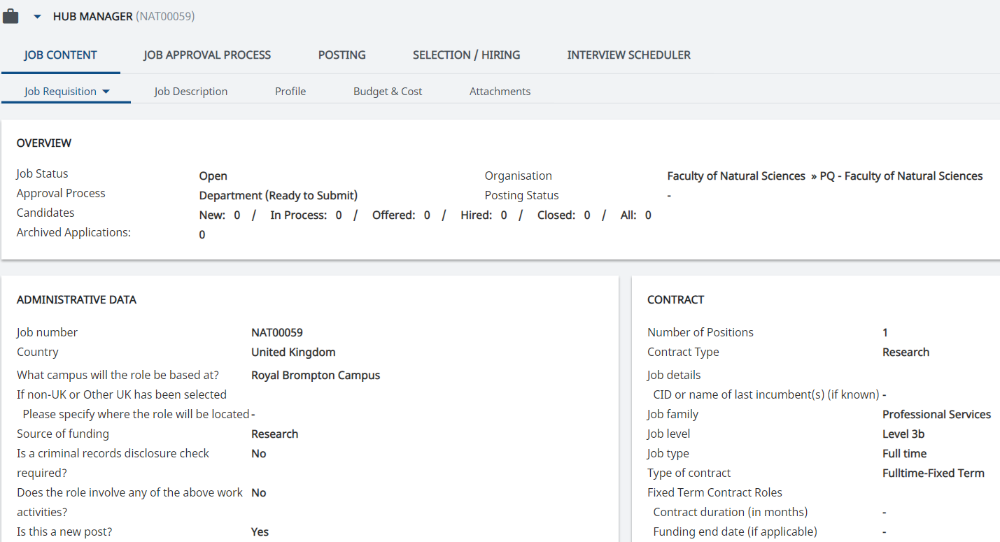 HUB MANAGER (NAT00059)
JOB CONTENT JOB APPROVAL PROCESS POSTING SELECTION / HIRING INTERVIEW SCHEDULER
Job Requisition Job Description Profile Budget & Cost Attachments
OVERVIEW
Job Status Open Organisation Faculty of Natural Sciences » PQ - Faculty of Natural Sciences
Approval Process Department (Ready to Submit) Posting Status -
Candidates New: 0 / In Process: 0 / Offered: 0 / Hired: 0 / Closed: 0 / All: 0
Archived Applications: 0
ADMINISTRATIVE DATA
Job number NAT00059
Country United Kingdom
What campus will the role be based at? Royal Brompton Campus
If non-UK or Other UK has been selected
Please specify where the role will be located -
Source of funding Research
Is a criminal records disclosure check No
required?
Does the role involve any of the above work No
activities?
Is this a new post? Yes
CONTRACT
Number of Positions 1
Contract Type Research
Job details
CID or name of last incumbent(s) (if known) -
Job family Professional Services
Job level Level 3b
Job type Full time
Type of contract Fulltime-Fixed Term
Fixed Term Contract Roles
Contract duration (in months) -
Funding end date (if applicable) -